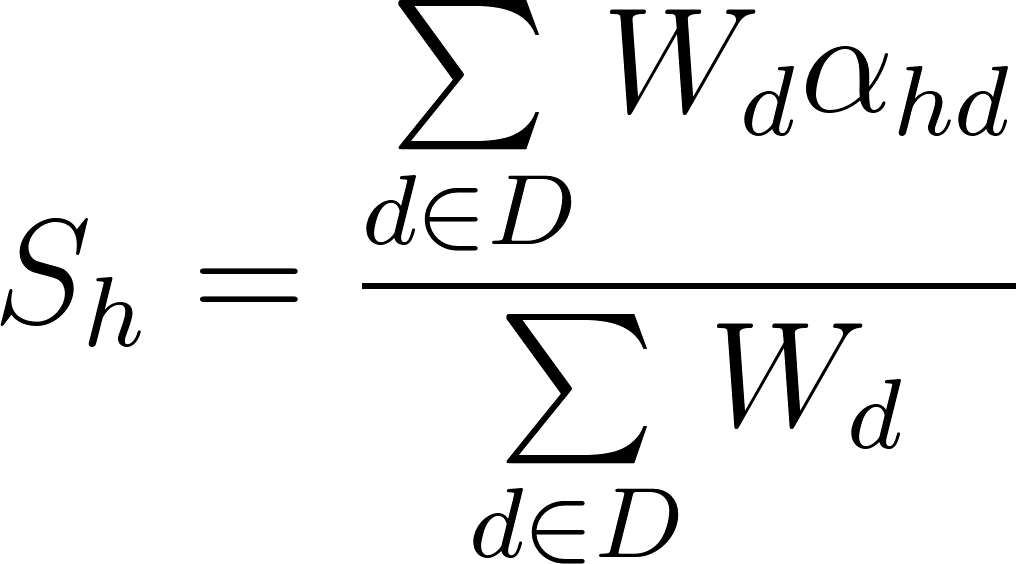 S_h = \frac{\sum_{d \in D} W_d \alpha_{hd}}{\sum_{d \in D} W_d}